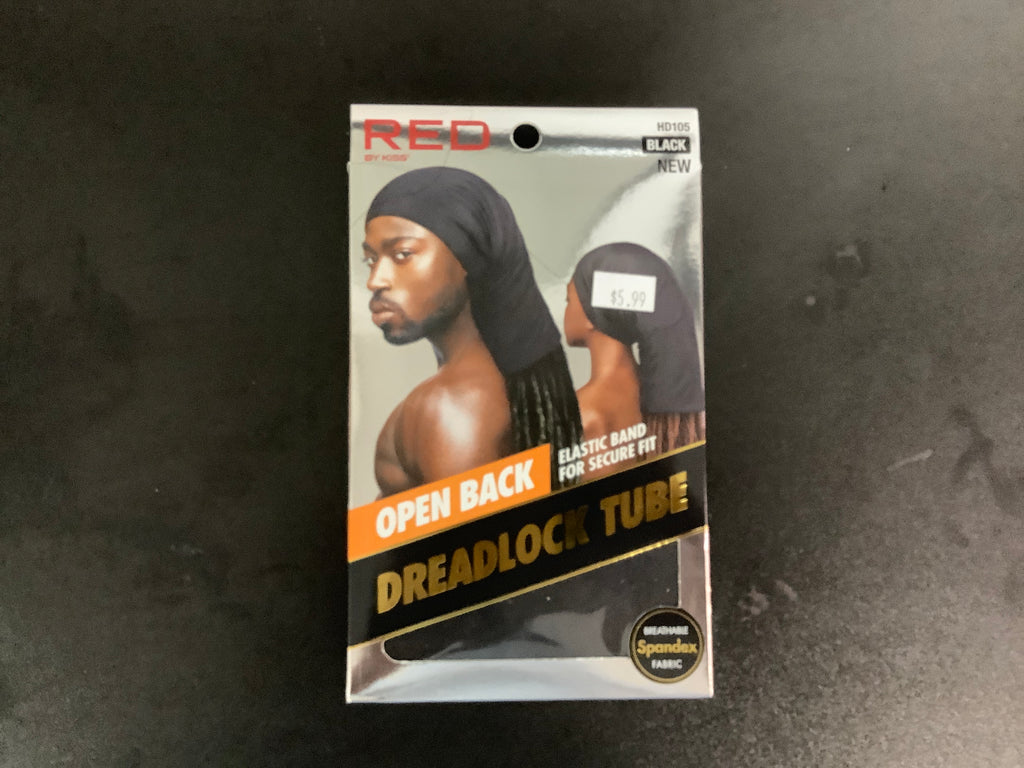 RED
BY KISS®
HD105
BLACK
NEW
$5.99
ELASTIC BAND
FOR SECURE FIT
OPEN BACK
DREADLOCK TUBE
BREATHABLE
Spandex
FABRIC